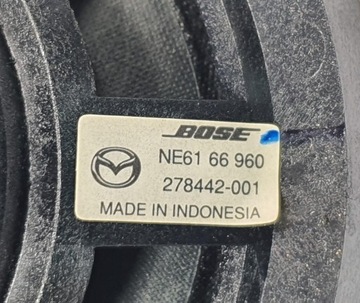 BOSE
NE61 66 960
278442-001
MADE IN INDONESIA